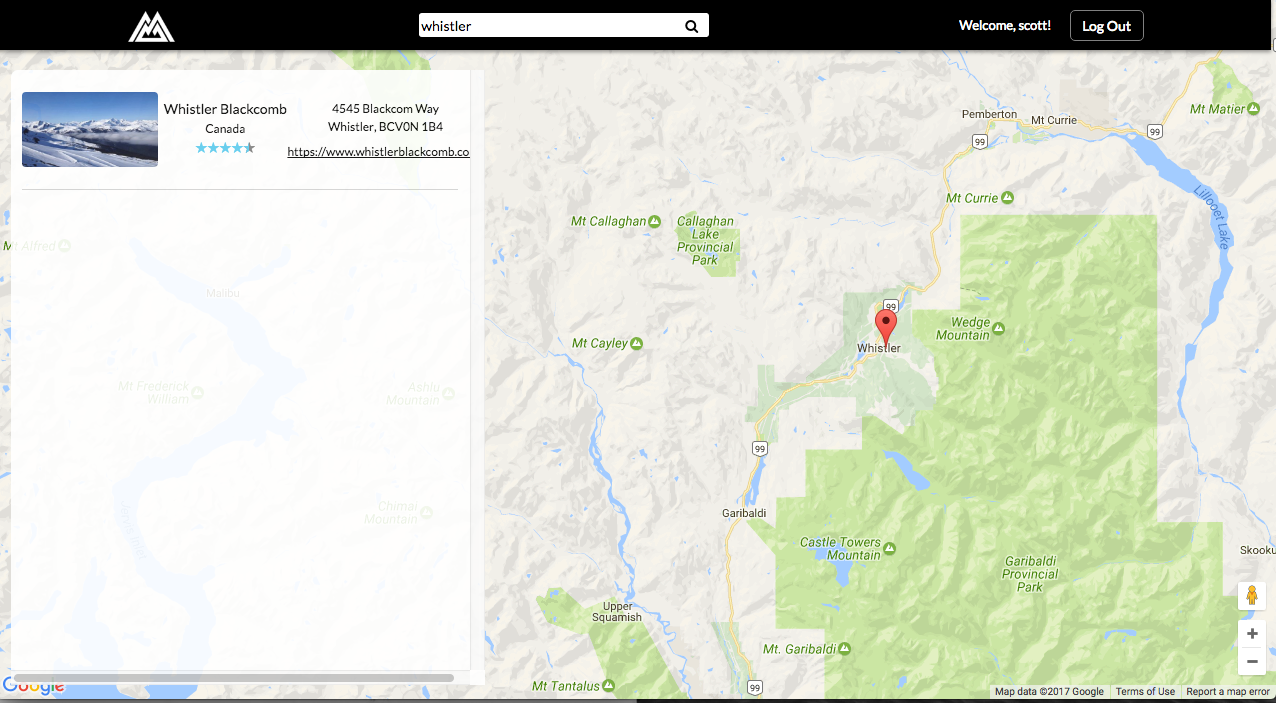 whistler
Welcome, scott!
Log Out
Whistler Blackcomb
Canada
4545 Blackcom Way
Whistler, BCV0N 1B4
https://www.whistlerblackcomb.co
Mt Alfred
Malibu
Mt Frederick
William
Ashlu
Mountain
Chimai
Mountain
Google
Pemberton
Mt Currie
Mt Matier
99
99
Mt Currie
Lillooet Lake
Mt Callaghan
Callaghan
Lake
Provincial
Park
99
Wedge
Mountain
Mt Cayley
Whistler
99
Garibaldi
Castle Towers
Mountain
Garibaldi
Provincial
Park
Skooku
Upper
Squamish
Mt. Garibaldi
Mt Tantalus
99
+
−
Map data ©2017 Google
Terms of Use
Report a map error